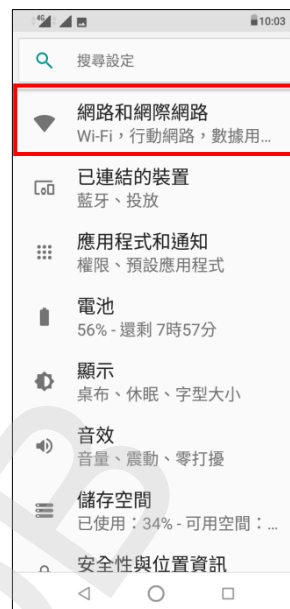 4G
10:03
搜尋設定
網路和網際網路
Wi-Fi，行動網路，數據用...
已連結的裝置
藍牙、投放
應用程式和通知
權限、預設應用程式
電池
56% - 還剩 7時57分
顯示
桌布、休眠、字型大小
音效
音量、震動、零打擾
儲存空間
已使用：34% - 可用空間：...
安全性與位置資訊